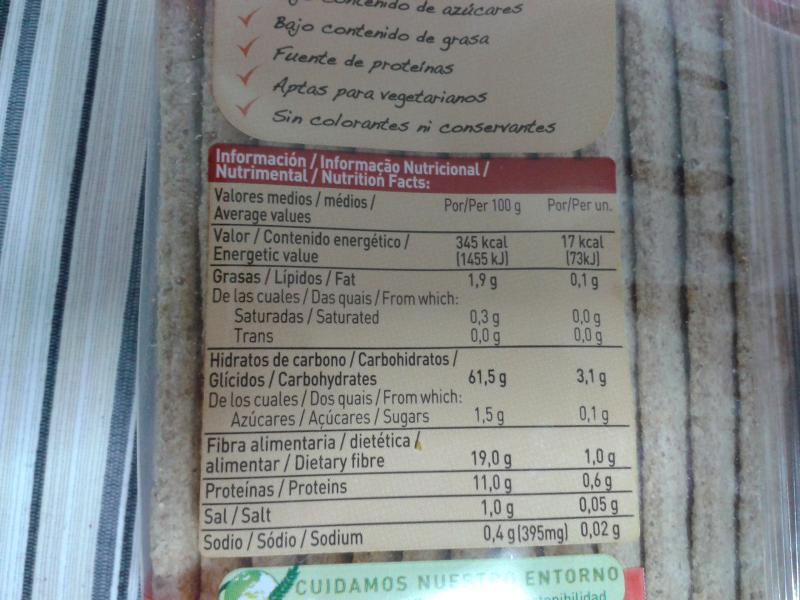 contenido de azúcares
Bajo contenido de grasa
Fuente de proteínas
Aptas para vegetarianos
Sin colorantes ni conservantes
Información / Informação Nutricional /
Nutrimental / Nutrition Facts:
Valores medios / médios /
Average values
Por/Per 100 g
Por/Per un.
Valor / Contenido energético /
Energetic value
345 kcal
(1455 kJ)
17 kcal
(73kJ)
Grasas / Lípidos / Fat 1,9 g 0,1 g
De las cuales / Das quais / From which:
Saturadas / Saturated 0,3 g 0,0 g
Trans 0,0 g 0,0 g
Hidratos de carbono / Carbohidratos /
Glícidos / Carbohydrates 61,5 g 3,1 g
De los cuales / Dos quais / From which:
Azúcares / Açúcares / Sugars 1,5 g 0,1 g
Fibra alimentaria / dietética /
alimentar / Dietary fibre 19,0 g 1,0 g
Proteínas / Proteins 11,0 g 0,6 g
Sal / Salt 1,0 g 0,05 g
Sodio / Sódio / Sodium 0,4 g(395mg) 0,02 g
CUIDAMOS NUESTRO ENTORNO